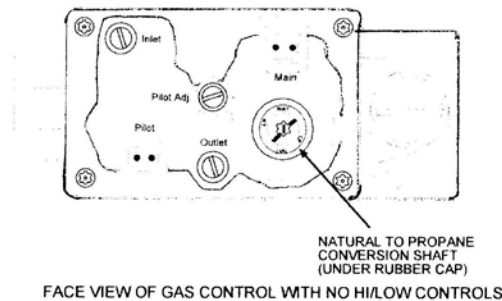 Inlet
Main
Pilot Adj
Pilot
Outlet
NATURAL TO PROPANE
CONVERSION SHAFT
(UNDER RUBBER CAP)
FACE VIEW OF GAS CONTROL WITH NO HI/LOW CONTROLS